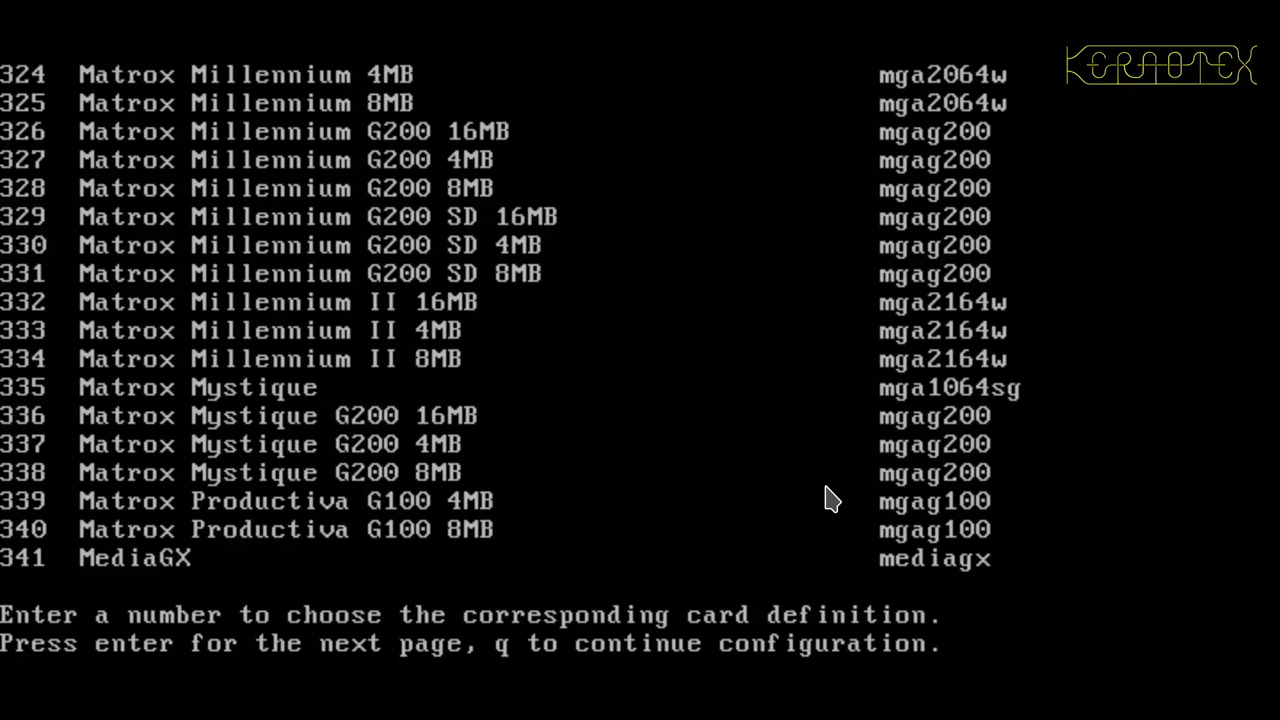 KERNOTEX
324 Matrox Millennium 4MB mga2064w
325 Matrox Millennium 8MB mga2064w
326 Matrox Millennium G200 16MB mgag200
327 Matrox Millennium G200 4MB mgag200
328 Matrox Millennium G200 8MB mgag200
329 Matrox Millennium G200 SD 16MB mgag200
330 Matrox Millennium G200 SD 4MB mgag200
331 Matrox Millennium G200 SD 8MB mgag200
332 Matrox Millennium II 16MB mga2164w
333 Matrox Millennium II 4MB mga2164w
334 Matrox Millennium II 8MB mga2164w
335 Matrox Mystique mga1064sg
336 Matrox Mystique G200 16MB mgag200
337 Matrox Mystique G200 4MB mgag200
338 Matrox Mystique G200 8MB mgag200
339 Matrox Productiva G100 4MB mgag100
340 Matrox Productiva G100 8MB mgag100
341 MediaGX mediagx
Enter a number to choose the corresponding card definition.
Press enter for the next page, q to continue configuration.